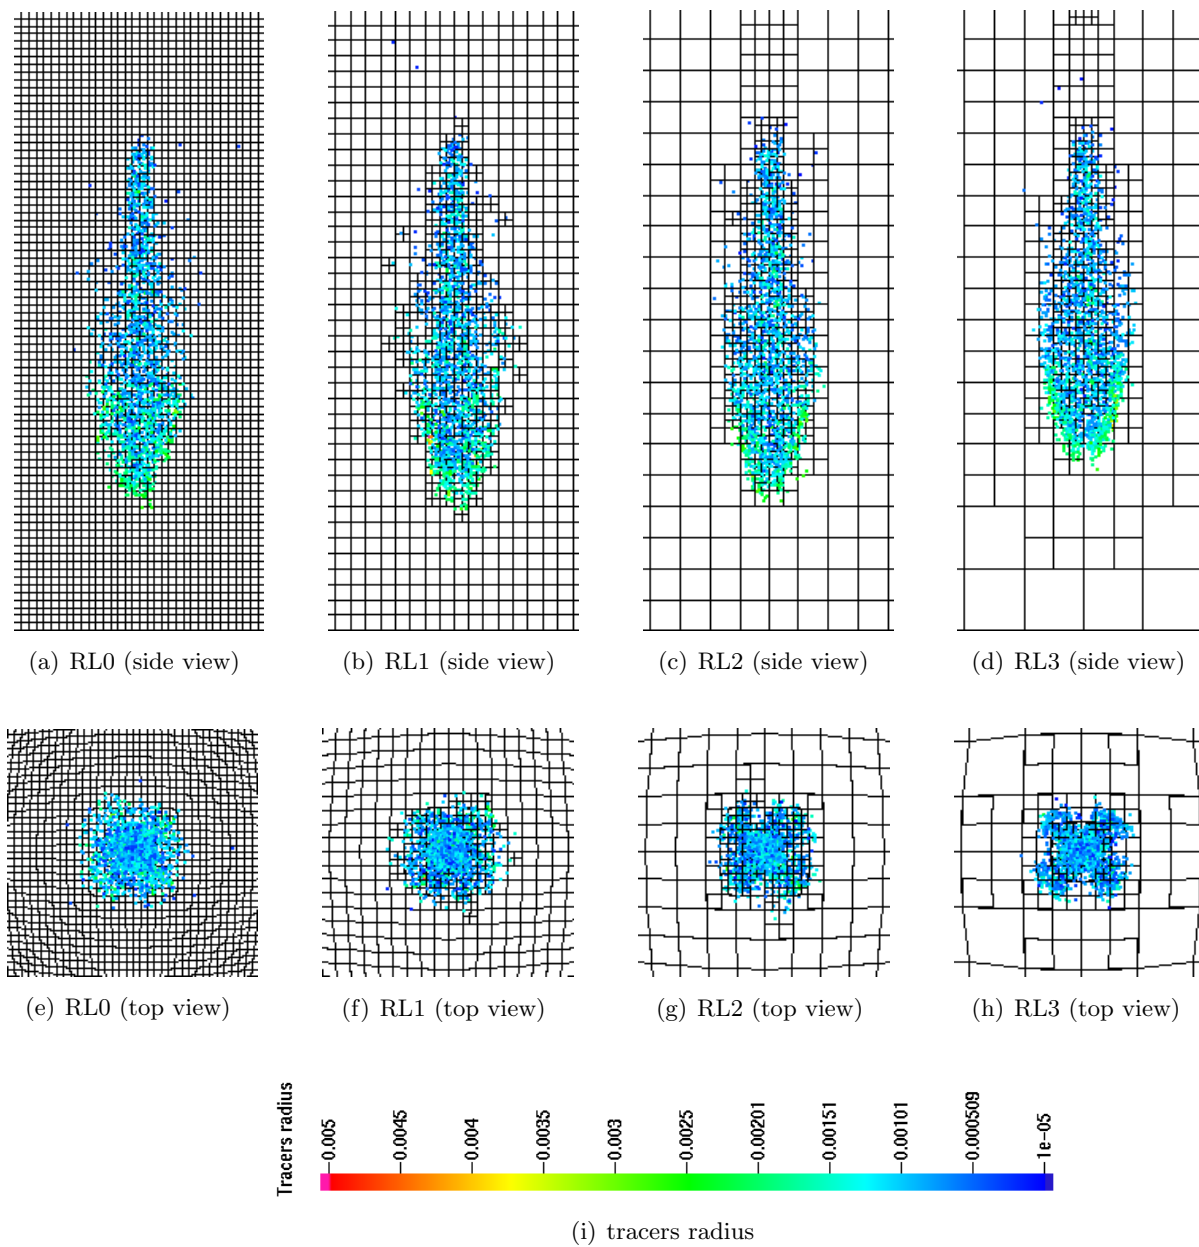 (a) RL0 (side view)
(b) RL1 (side view)
(c) RL2 (side view)
(d) RL3 (side view)
(e) RL0 (top view)
(f) RL1 (top view)
(g) RL2 (top view)
(h) RL3 (top view)
Tracers radius
0.005
0.0045
0.004
0.0035
0.003
0.0025
0.00201
0.00151
0.00101
0.000509
1e-05
(i) tracers radius